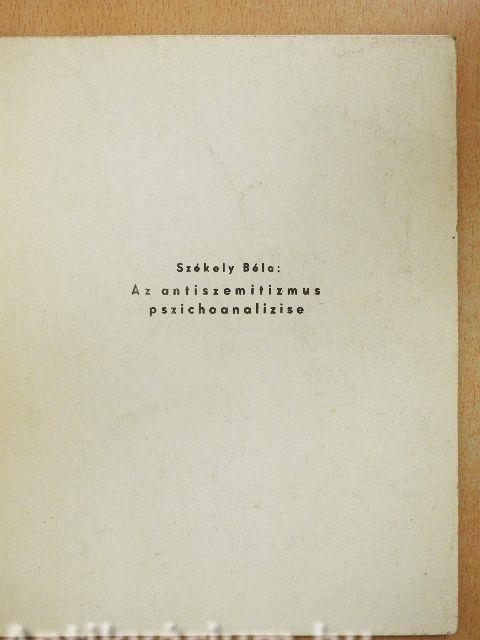 Székely Béla:
Az antiszemitizmus
pszichoanalizise